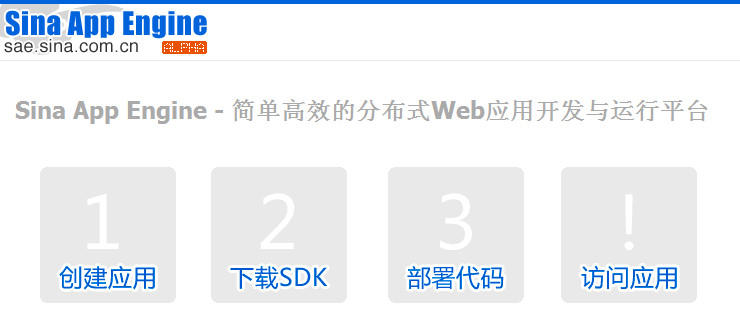 Sina App Engine
sae.sina.com.cn ALPHA
Sina App Engine - 简单高效的分布式Web应用开发与运行平台
1 2 3 !
创建应用 下载SDK 部署代码 访问应用